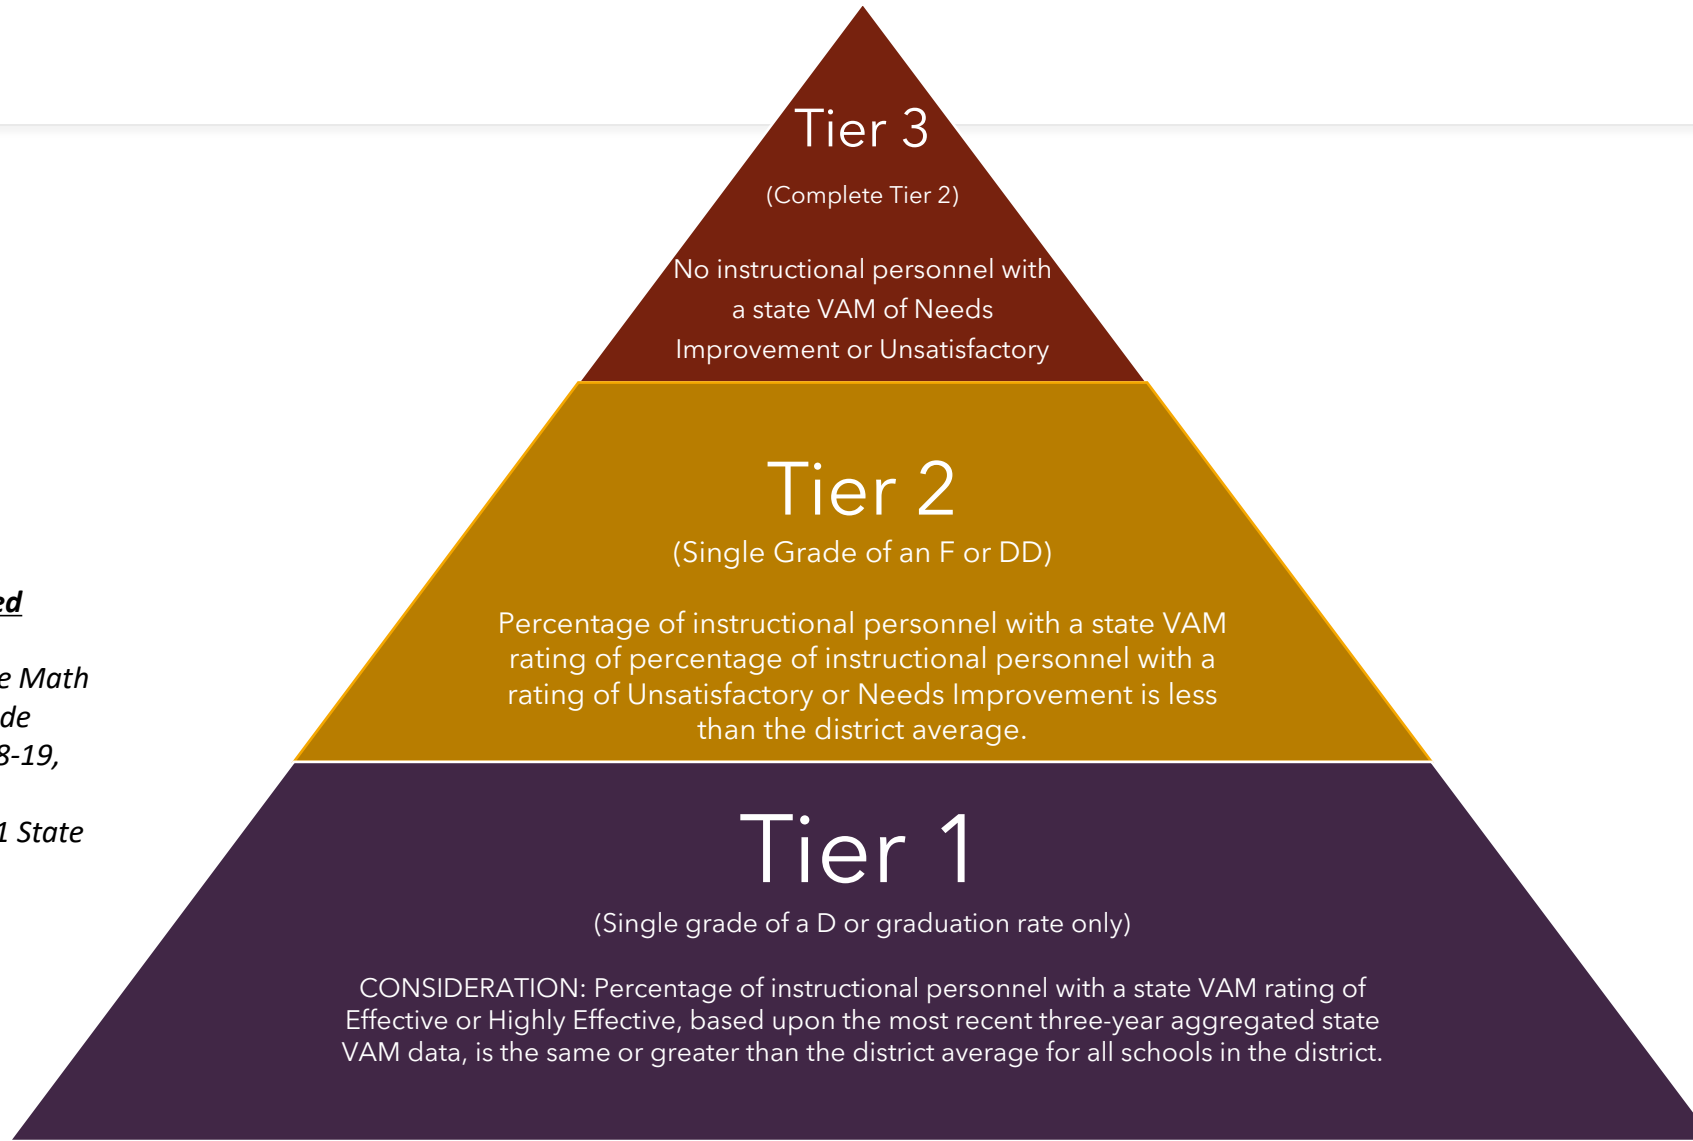 Tier 3
(Complete Tier 2)
No instructional personnel with
a state VAM of Needs
Improvement or Unsatisfactory
Tier 2
(Single Grade of an F or DD)
Percentage of instructional personnel with a state VAM
rating of percentage of instructional personnel with a
rating of Unsatisfactory or Needs Improvement is less
than the district average.
Tier 1
(Single grade of a D or graduation rate only)
CONSIDERATION: Percentage of instructional personnel with a state VAM rating of
Effective or Highly Effective, based upon the most recent three-year aggregated state
VAM data, is the same or greater than the district average for all schools in the district.
ed
e Math
de
8-19,
1 State